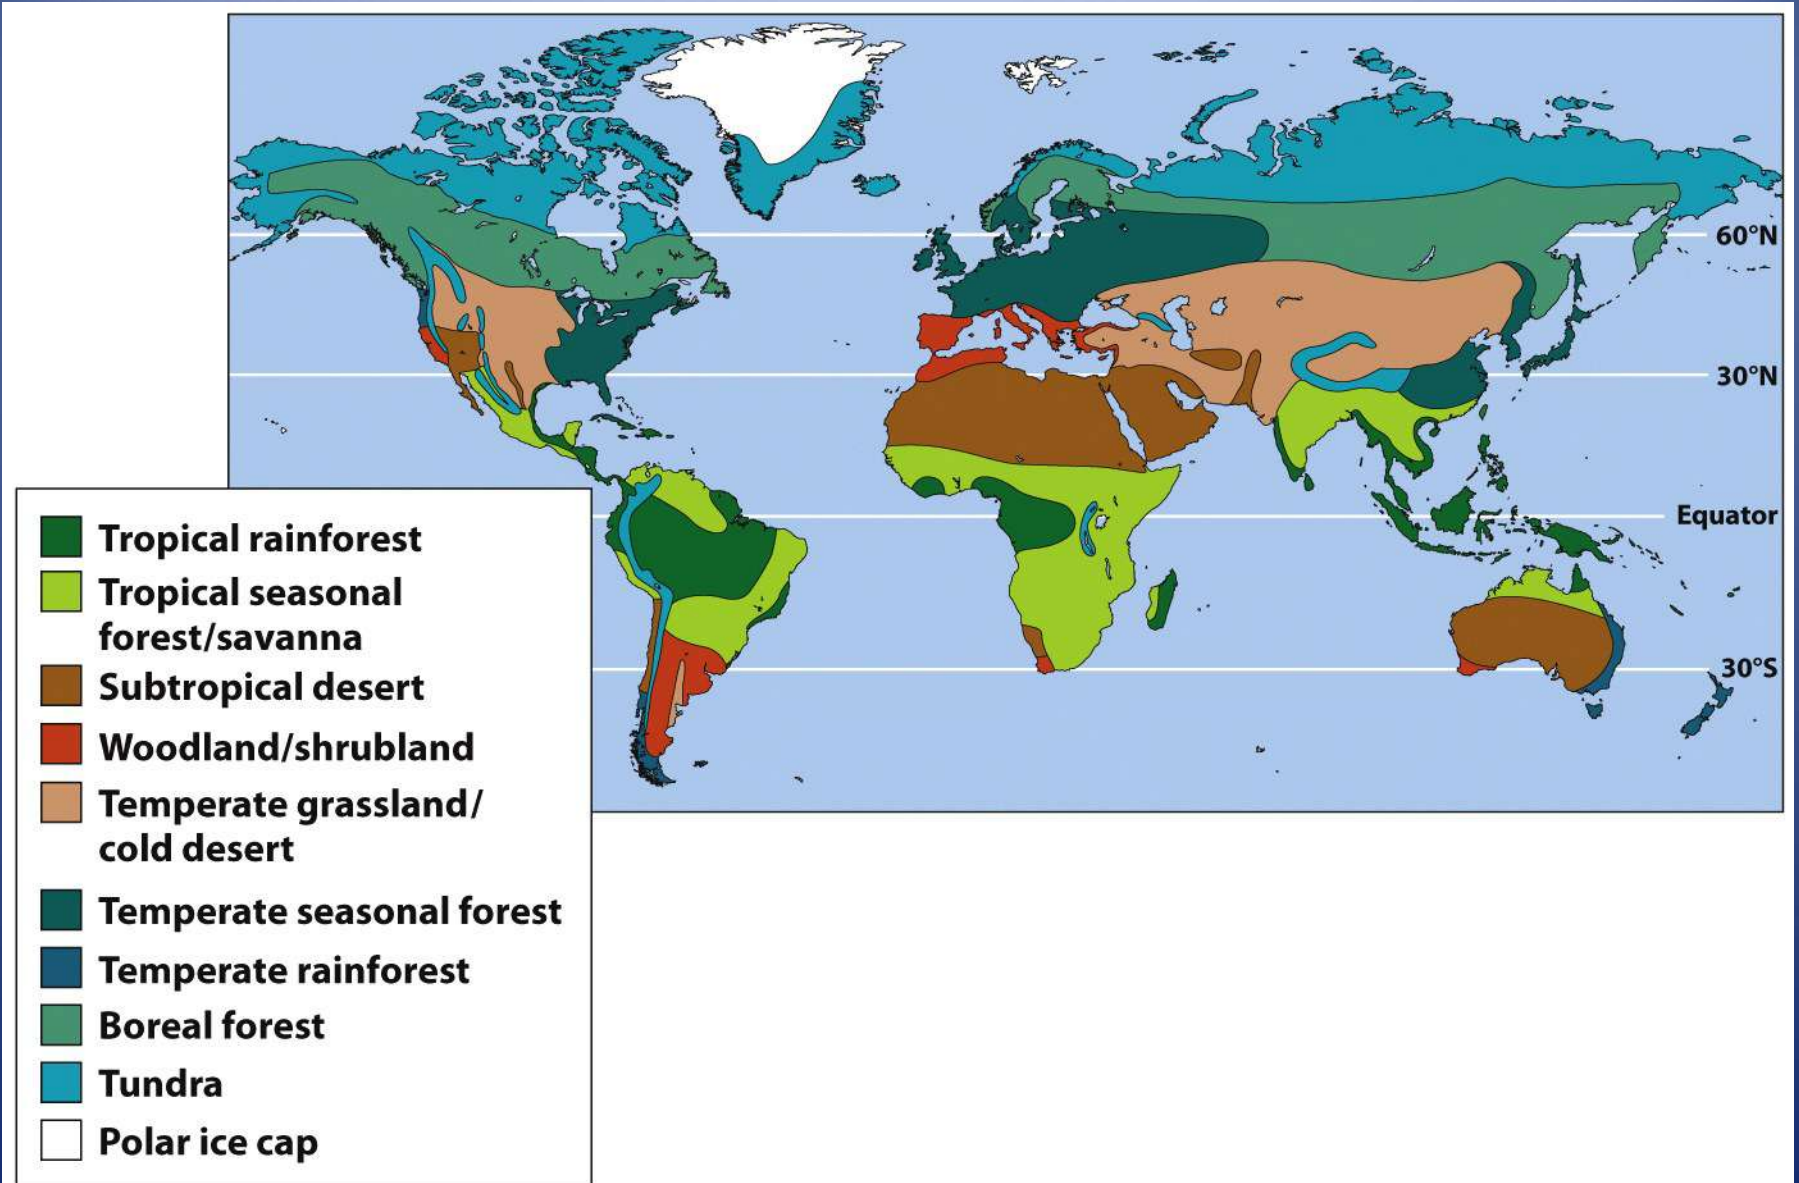 60°N
30°N
Equator
30°S
Tropical rainforest
Tropical seasonal
forest/savanna
Subtropical desert
Woodland/shrubland
Temperate grassland/
cold desert
Temperate seasonal forest
Temperate rainforest
Boreal forest
Tundra
Polar ice cap